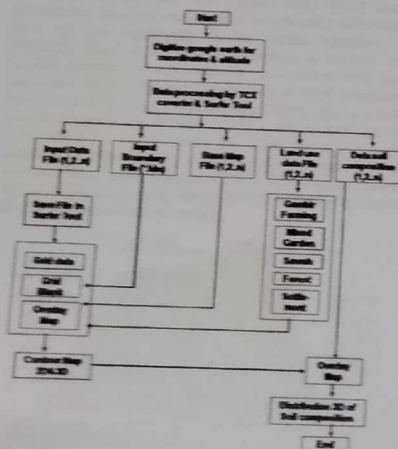 Start
Digitize google earth for
coordinates & altitude
Data processing by TCX
converter & Surfer Tool
Input Data
File (1,2..n)
Input
Boundary
File (*.bln)
Base Map
File (1,2..n)
Land use
data File
(1,2..n)
Data soil
composition
(1,2..n)
Save File in
Surfer Tool
Gambir
Farming
Mixed
Garden
Sawah
Forest
Settle-
ment
Grid data
Grid
Blank
Overlay
Map
Contour Map
2D&3D
Overlay
Map
Distribution 3D of
Soil composition
End